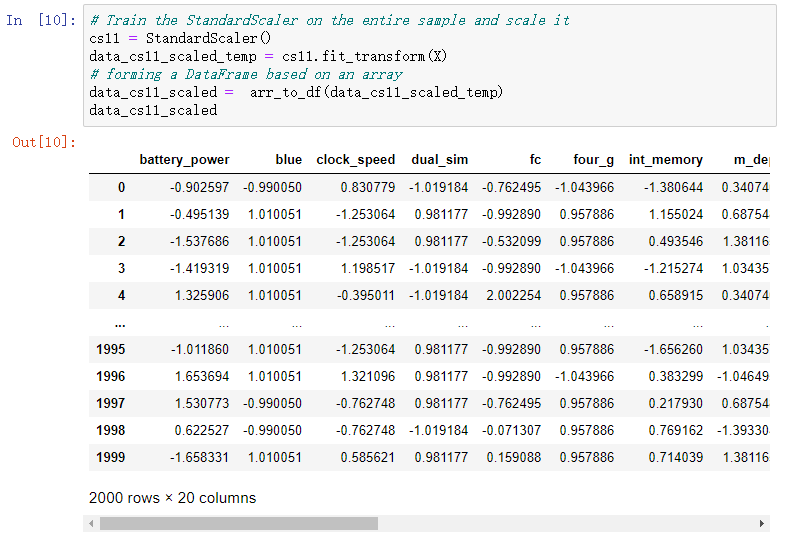 In [10]:
# Train the StandardScaler on the entire sample and scale it
cs11 = StandardScaler()
data_cs11_scaled_temp = cs11.fit_transform(X)
# forming a DataFrame based on an array
data_cs11_scaled =  arr_to_df(data_cs11_scaled_temp)
data_cs11_scaled
Out[10]:
battery_power blue clock_speed dual_sim fc four_g int_memory m_de
0 -0.902597 -0.990050 0.830779 -1.019184 -0.762495 -1.043966 -1.380644 0.34074
1 -0.495139 1.010051 -1.253064 0.981177 -0.992890 0.957886 1.155024 0.68754
2 -1.537686 1.010051 -1.253064 0.981177 -0.532099 0.957886 0.493546 1.38116
3 -1.419319 1.010051 1.198517 -1.019184 -0.992890 -1.043966 -1.215274 1.03435
4 1.325906 1.010051 -0.395011 -1.019184 2.002254 0.957886 0.658915 0.34074
... ... ... ... ... ... ... ... .
1995 -1.011860 1.010051 -1.253064 0.981177 -0.992890 0.957886 -1.656260 1.03435
1996 1.653694 1.010051 1.321096 0.981177 -0.992890 -1.043966 0.383299 -1.04649
1997 1.530773 -0.990050 -0.762748 0.981177 -0.762495 0.957886 0.217930 0.68754
1998 0.622527 -0.990050 -0.762748 -1.019184 -0.071307 0.957886 0.769162 -1.39330
1999 -1.658331 1.010051 0.585621 0.981177 0.159088 0.957886 0.714039 1.38116
2000 rows × 20 columns